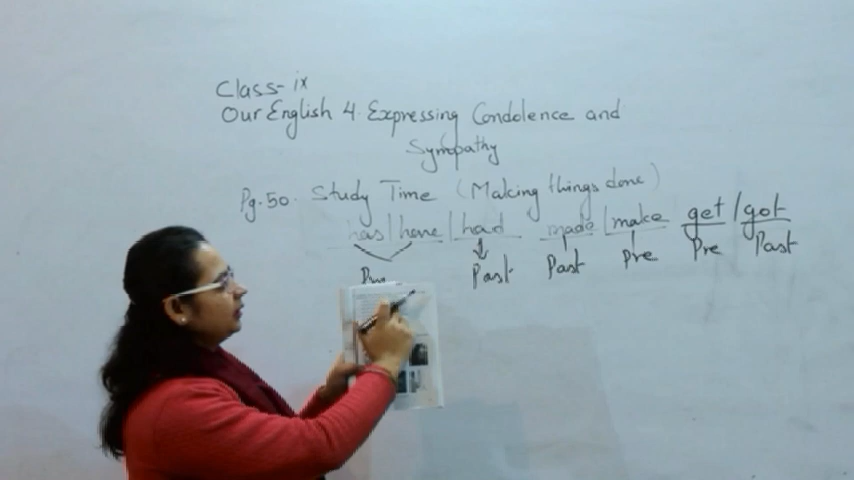 Class- ix
Our English 4. Expressing Condolence and
Sympathy
Pg. 50. Study Time (Making things done)
has / have / had made / make get / got
Past Past Pre Pre Past